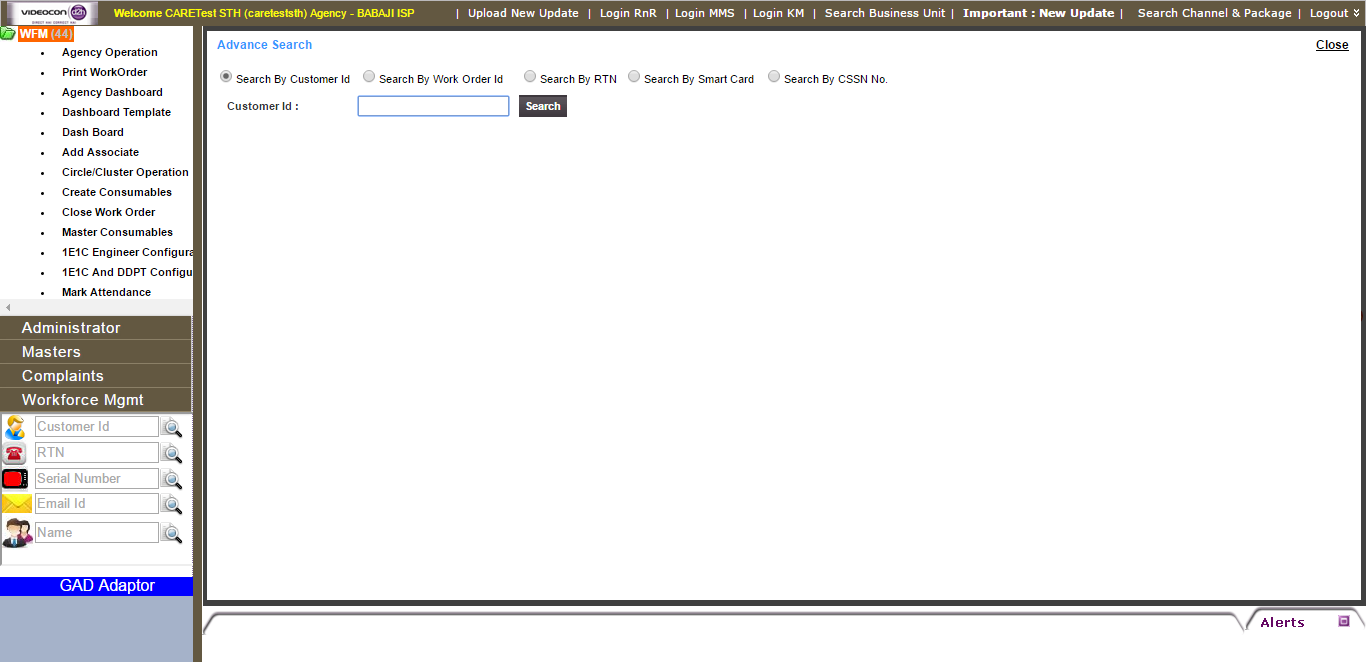 VIDEOCON d2h
DIRECT HAI CORRECT HAI
Welcome CARETest STH (careteststh) Agency - BABAJI ISP
| Upload New Update | Login RnR | Login MMS | Login KM | Search Business Unit | Important : New Update | Search Channel & Package | Logout
WFM (44)
Agency Operation
Print WorkOrder
Agency Dashboard
Dashboard Template
Dash Board
Add Associate
Circle/Cluster Operation
Create Consumables
Close Work Order
Master Consumables
1E1C Engineer Configura
1E1C And DDPT Configu
Mark Attendance
Administrator
Masters
Complaints
Workforce Mgmt
Customer Id
RTN
Serial Number
Email Id
Name
GAD Adaptor
Advance Search
Close
Search By Customer Id Search By Work Order Id Search By RTN Search By Smart Card Search By CSSN No.
Customer Id :
Search
Alerts